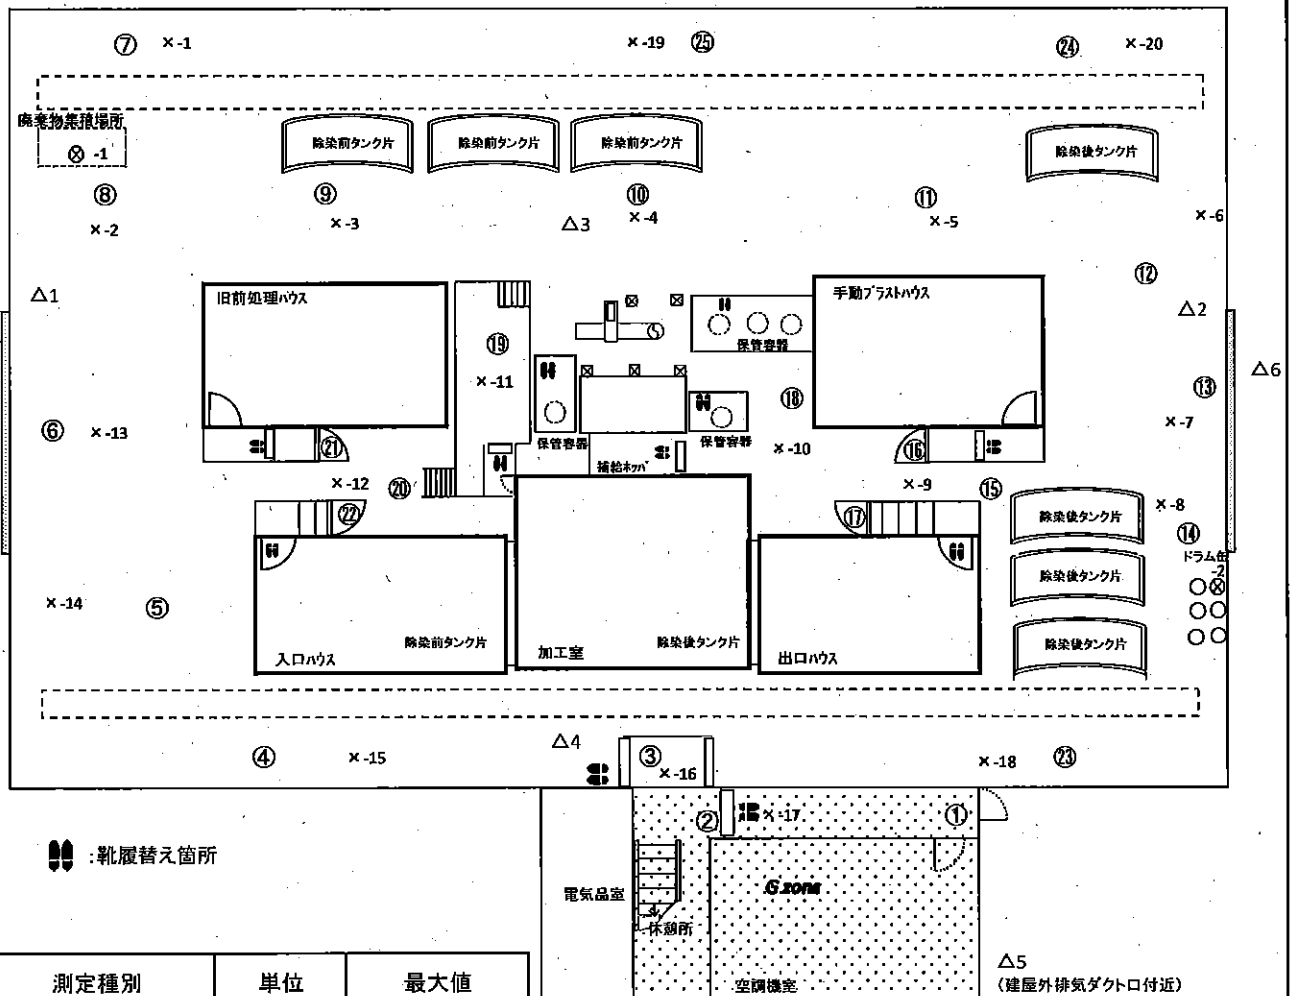 ⑦ ×-1 ×-19 ㉕ ㉔ ×-20
廃棄物集積場所
⊗ -1
除染前タンク片 除染前タンク片 除染前タンク片 除染後タンク片
⑧ ⑨ ⑩ ⑪
×-2 ×-3 △3 ×-4 ×-5 ×-6
⑫
△1 旧前処理ハウス 手動ブラストハウス △2
⑲ 保管容器
×-11 ⑱ ⑬ △6
⑥ ×-13 ×-7
㉑ 保管容器 保管容器 ×-10 ⑯
補給ホッパ
×-12 ⑳ ×-9 ⑮
㉒ ⑰ 除染後タンク片 ×-8
⑭
ドラム缶
-2
除染後タンク片
×-14 ⑤
入口ハウス 除染前タンク片 加工室 除染後タンク片 出口ハウス 除染後タンク片
④ ×-15 △4 ③ ×-16 ×-18 ㉓
② ×-17 ①
:靴履替え箇所
電気品室 G zone
休憩所
空調機室
△5
(建屋外排気ダクト口付近)
測定種別 単位 最大値